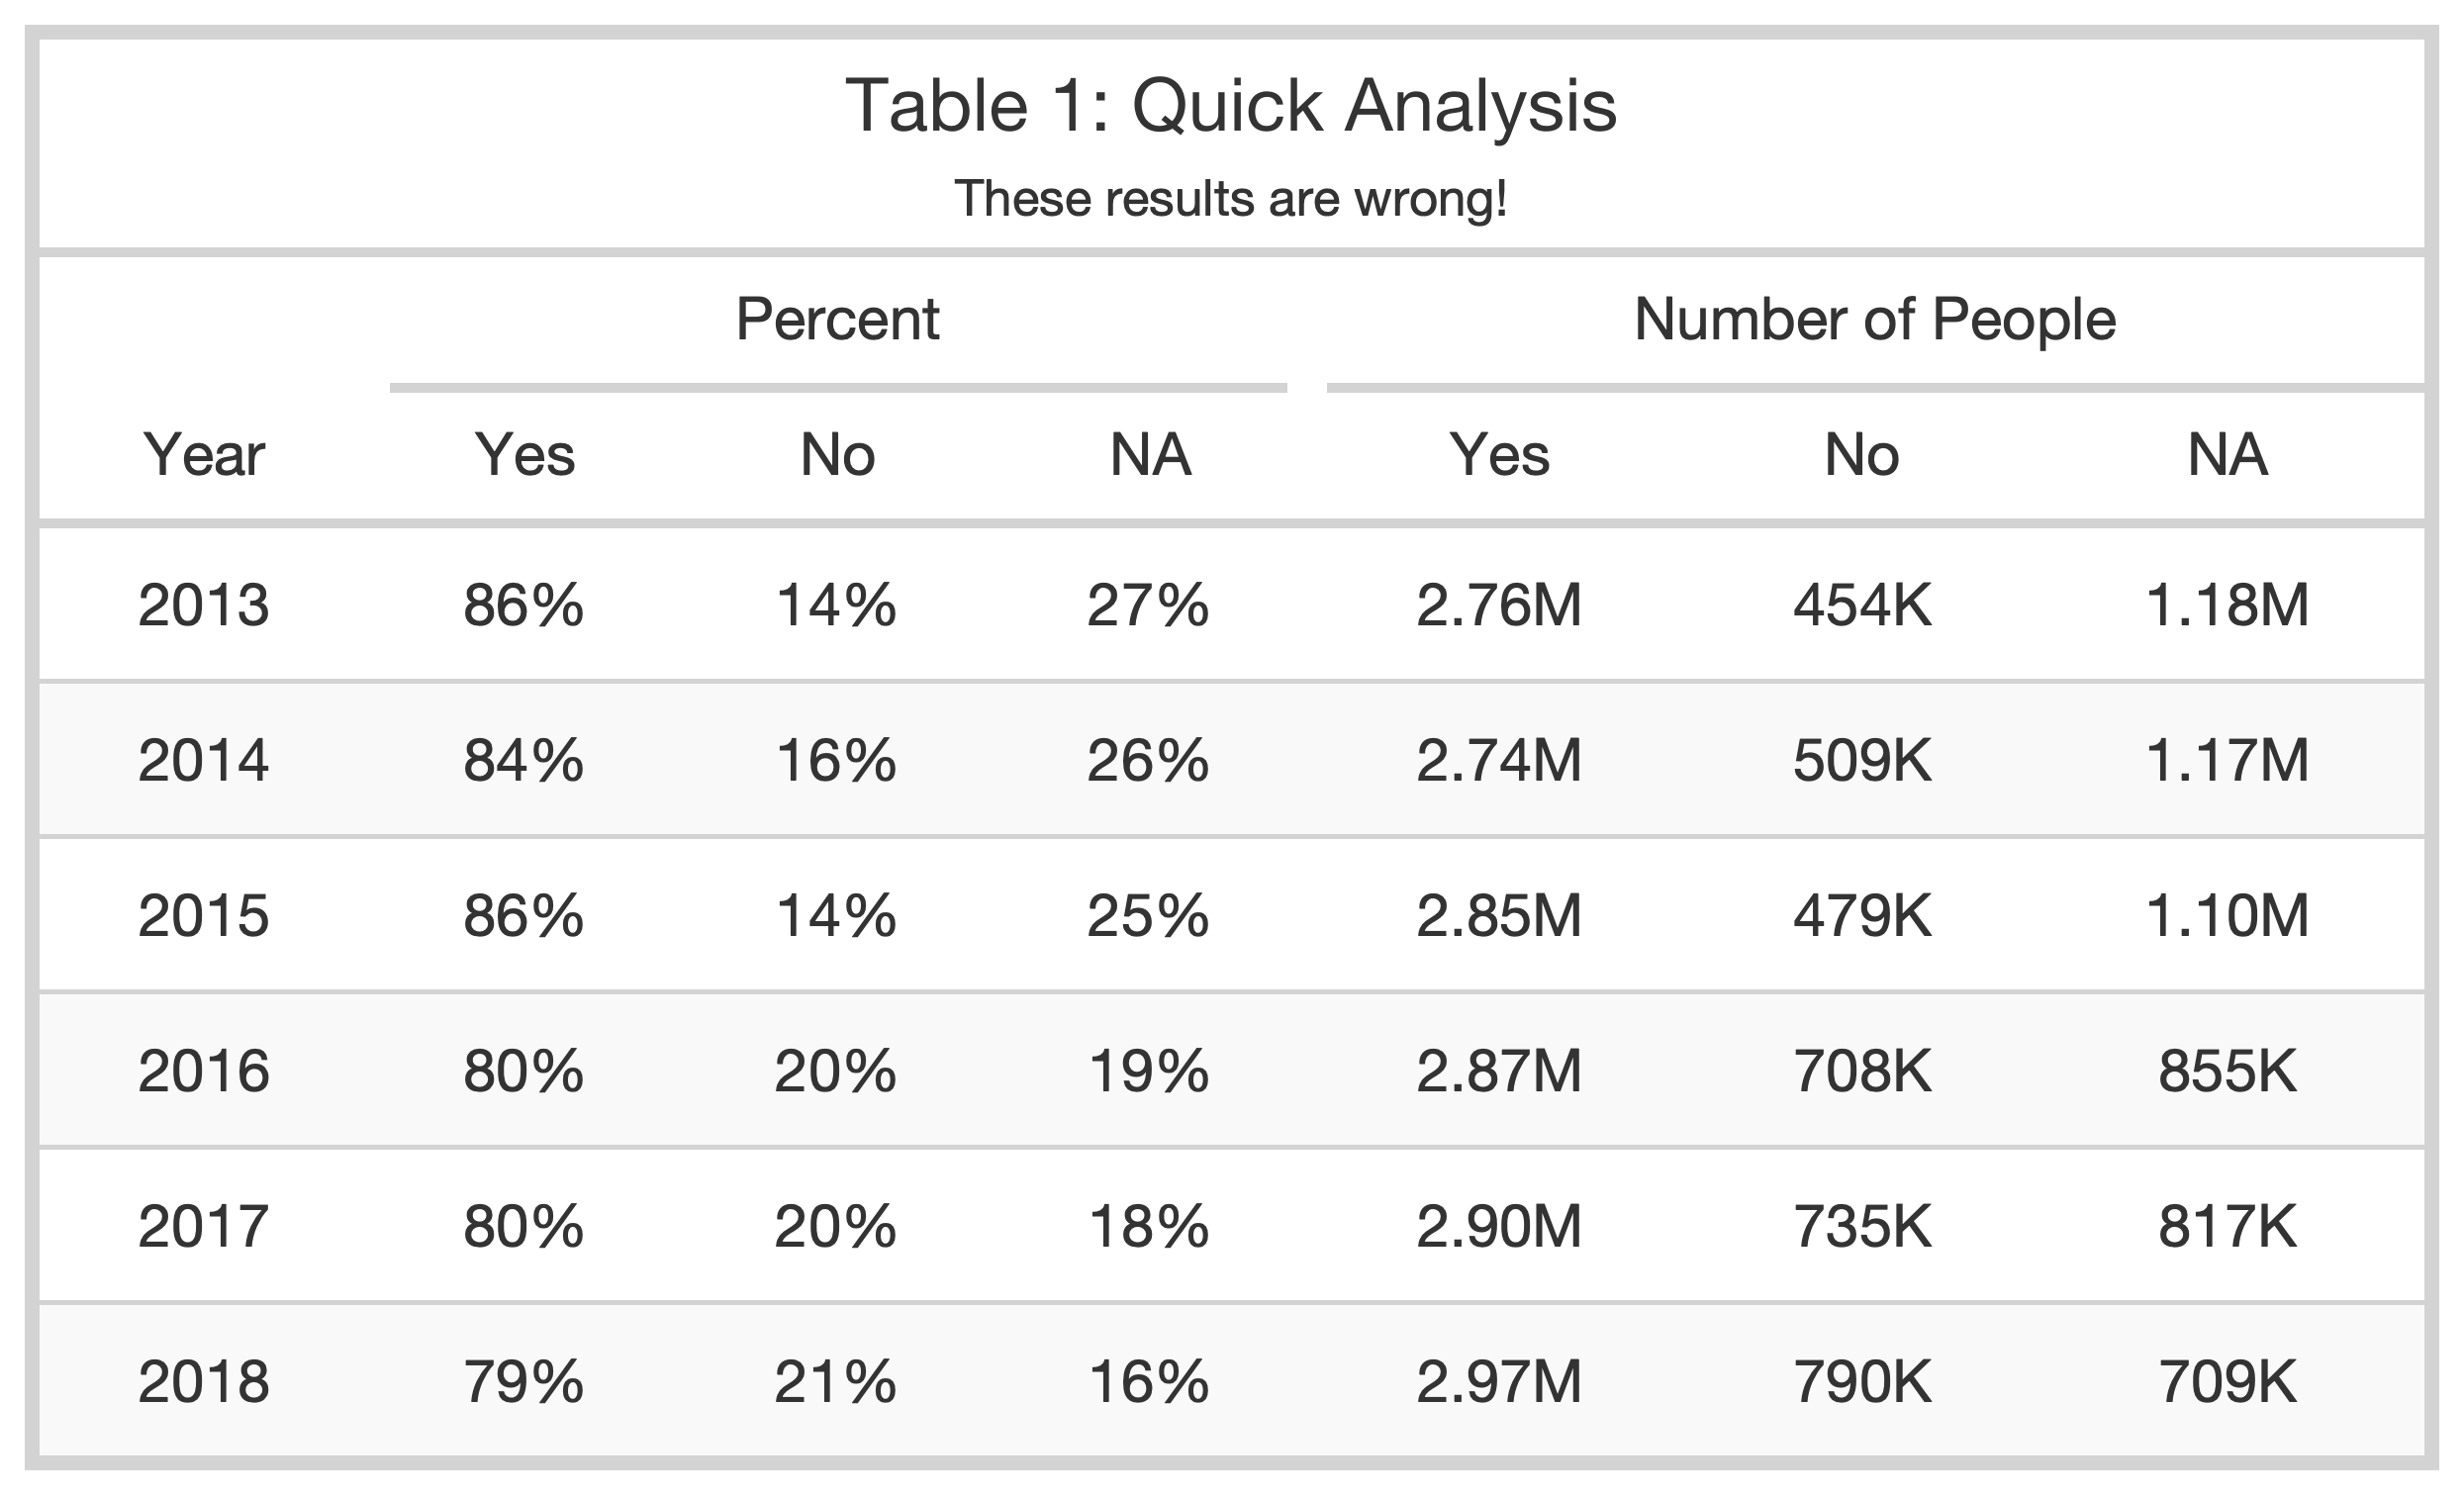 Table 1: Quick Analysis
These results are wrong!
Percent Number of People
Year Yes No NA Yes No NA
2013 86% 14% 27% 2.76M 454K 1.18M
2014 84% 16% 26% 2.74M 509K 1.17M
2015 86% 14% 25% 2.85M 479K 1.10M
2016 80% 20% 19% 2.87M 708K 855K
2017 80% 20% 18% 2.90M 735K 817K
2018 79% 21% 16% 2.97M 790K 709K